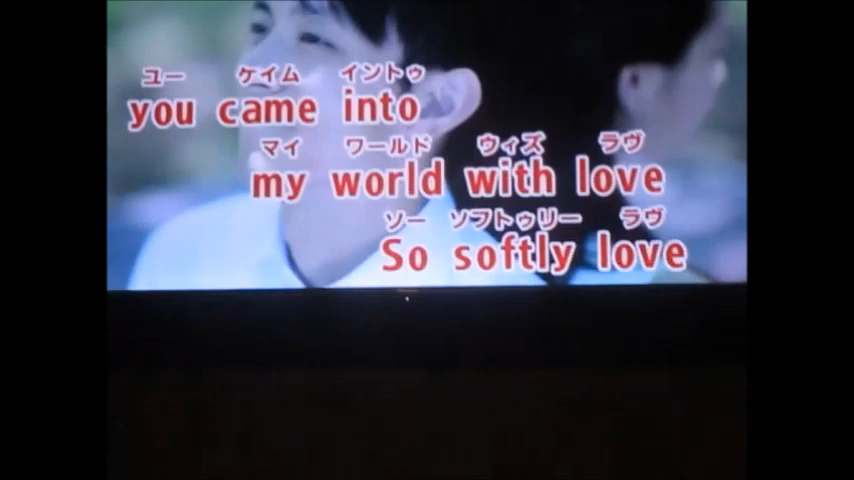 ユー ケイム イントゥ
you came into
マイ ワールド ウィズ ラヴ
my world with love
ソー ソフトゥリー ラヴ
So softly love